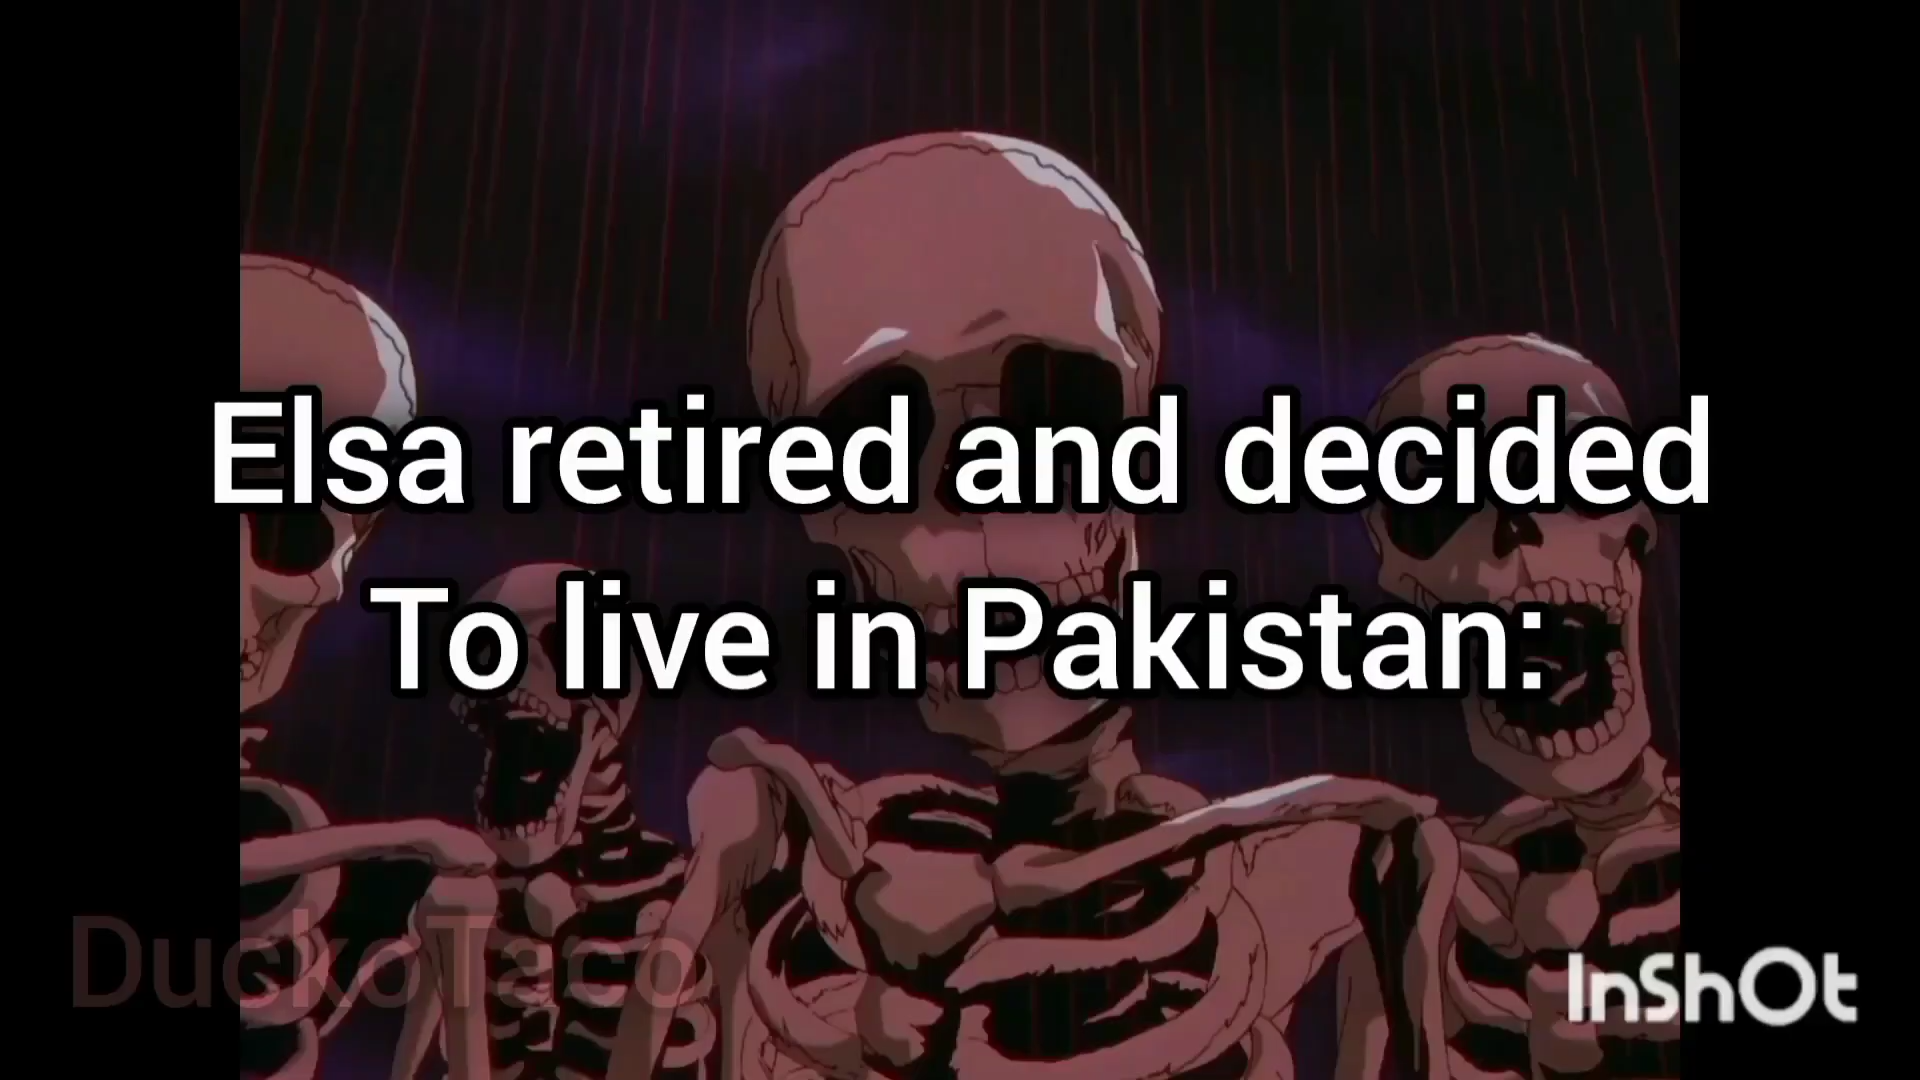 Elsa retired and decided
To live in Pakistan:
DuckoTaco
InShOt